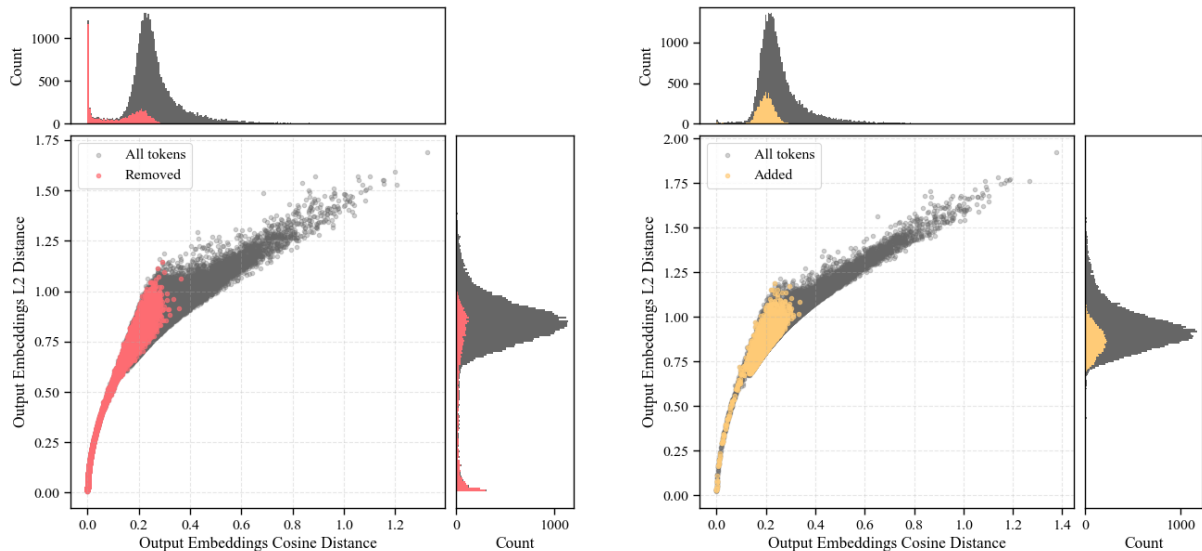 Count
1000
500
0
1.75
1.50
1.25
1.00
0.75
0.50
0.25
0.00
Output Embeddings L2 Distance
All tokens
Removed
0.0 0.2 0.4 0.6 0.8 1.0 1.2
Output Embeddings Cosine Distance
0 1000
Count
Count
1000
500
0
2.00
1.75
1.50
1.25
1.00
0.75
0.50
0.25
0.00
Output Embeddings L2 Distance
All tokens
Added
0.0 0.2 0.4 0.6 0.8 1.0 1.2 1.4
Output Embeddings Cosine Distance
0 1000
Count